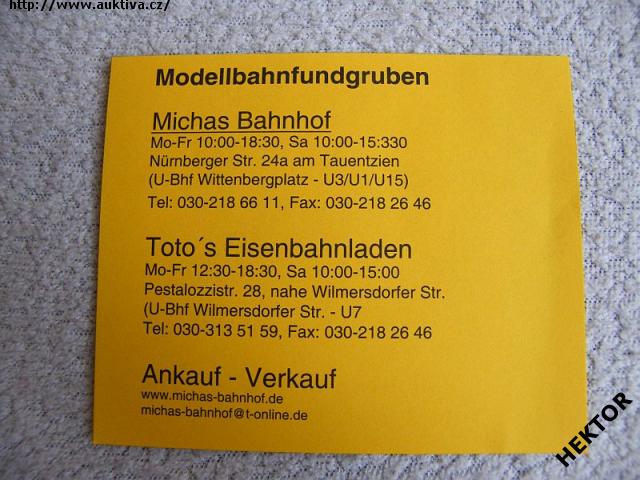 http://www.auktiva.cz/
Modellbahnfundgruben
Michas Bahnhof
Mo-Fr 10:00-18:30, Sa 10:00-15:330
Nürnberger Str. 24a am Tauentzien
(U-Bhf Wittenbergplatz - U3/U1/U15)
Tel: 030-218 66 11, Fax: 030-218 26 46
Toto´s Eisenbahnladen
Mo-Fr 12:30-18:30, Sa 10:00-15:00
Pestalozzistr. 28, nahe Wilmersdorfer Str.
(U-Bhf Wilmersdorfer Str. - U7
Tel: 030-313 51 59, Fax: 030-218 26 46
Ankauf - Verkauf
www.michas-bahnhof.de
michas-bahnhof@t-online.de
HEKTOR